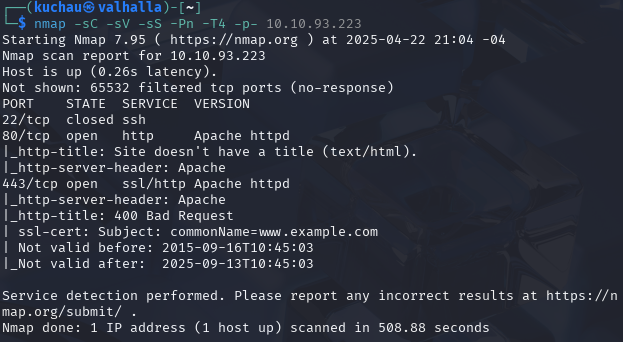 ┌──(kuchau㉿valhalla)-[~]
└─$ nmap -sC -sV -sS -Pn -T4 -p- 10.10.93.223
Starting Nmap 7.95 ( https://nmap.org ) at 2025-04-22 21:04 -04
Nmap scan report for 10.10.93.223
Host is up (0.26s latency).
Not shown: 65532 filtered tcp ports (no-response)
PORT    STATE  SERVICE  VERSION
22/tcp  closed ssh
80/tcp  open   http     Apache httpd
|_http-title: Site doesn't have a title (text/html).
|_http-server-header: Apache
443/tcp open   ssl/http Apache httpd
|_http-server-header: Apache
|_http-title: 400 Bad Request
| ssl-cert: Subject: commonName=www.example.com
| Not valid before: 2015-09-16T10:45:03
|_Not valid after:  2025-09-13T10:45:03

Service detection performed. Please report any incorrect results at https://n
map.org/submit/ .
Nmap done: 1 IP address (1 host up) scanned in 508.88 seconds